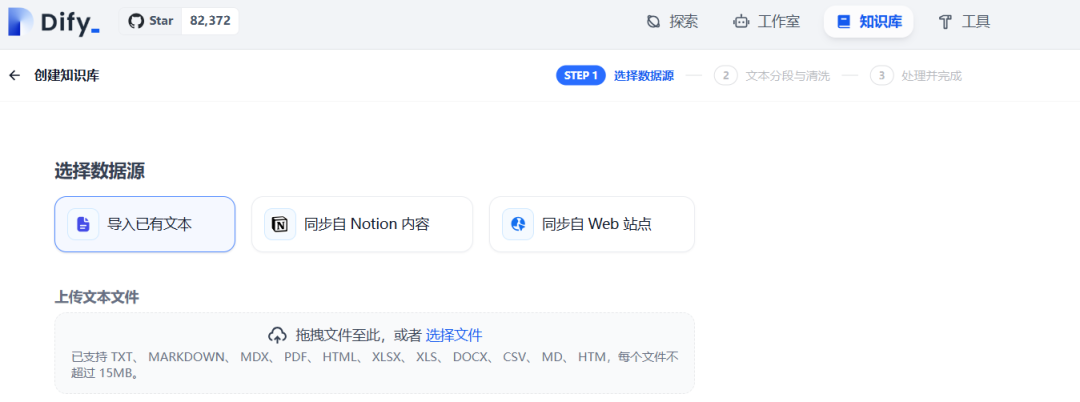 Dify_ Star 82,372 探索 工作室 知识库 工具
创建知识库 STEP 1 选择数据源 2 文本分段与清洗 3 处理并完成
选择数据源
导入已有文本 同步自 Notion 内容 同步自 Web 站点
上传文本文件
拖拽文件至此，或者 选择文件
已支持 TXT、 MARKDOWN、 MDX、 PDF、 HTML、 XLSX、 XLS、 DOCX、 CSV、 MD、 HTM，每个文件不
超过 15MB。